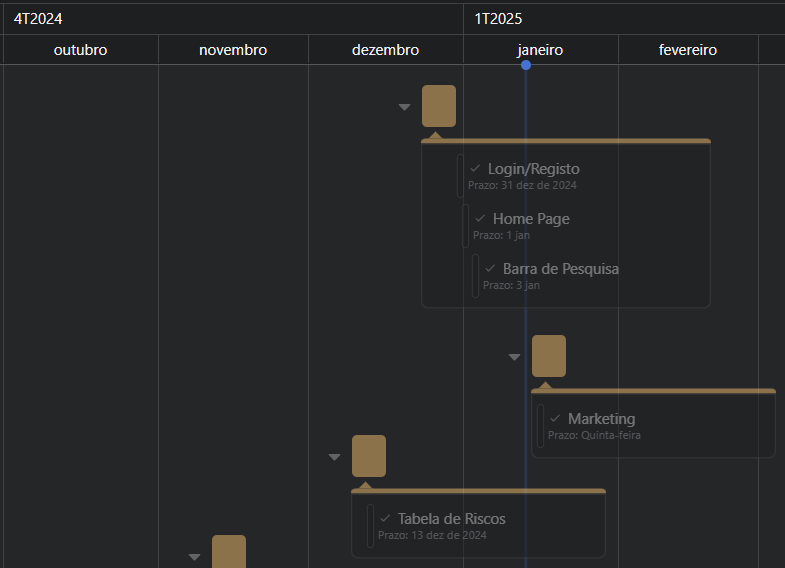 4T2024
1T2025
outubro
novembro
dezembro
janeiro
fevereiro
Login/Registo
Prazo: 31 dez de 2024
Home Page
Prazo: 1 jan
Barra de Pesquisa
Prazo: 3 jan
Marketing
Prazo: Quinta-feira
Tabela de Riscos
Prazo: 13 dez de 2024